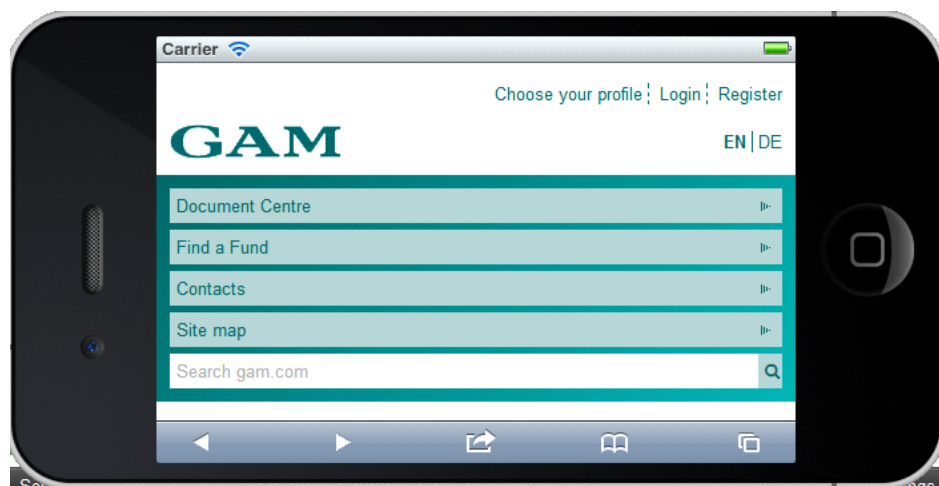 Carrier
Choose your profile Login Register
GAM
EN|DE
Document Centre
Find a Fund
Contacts
Site map
Search gam.com